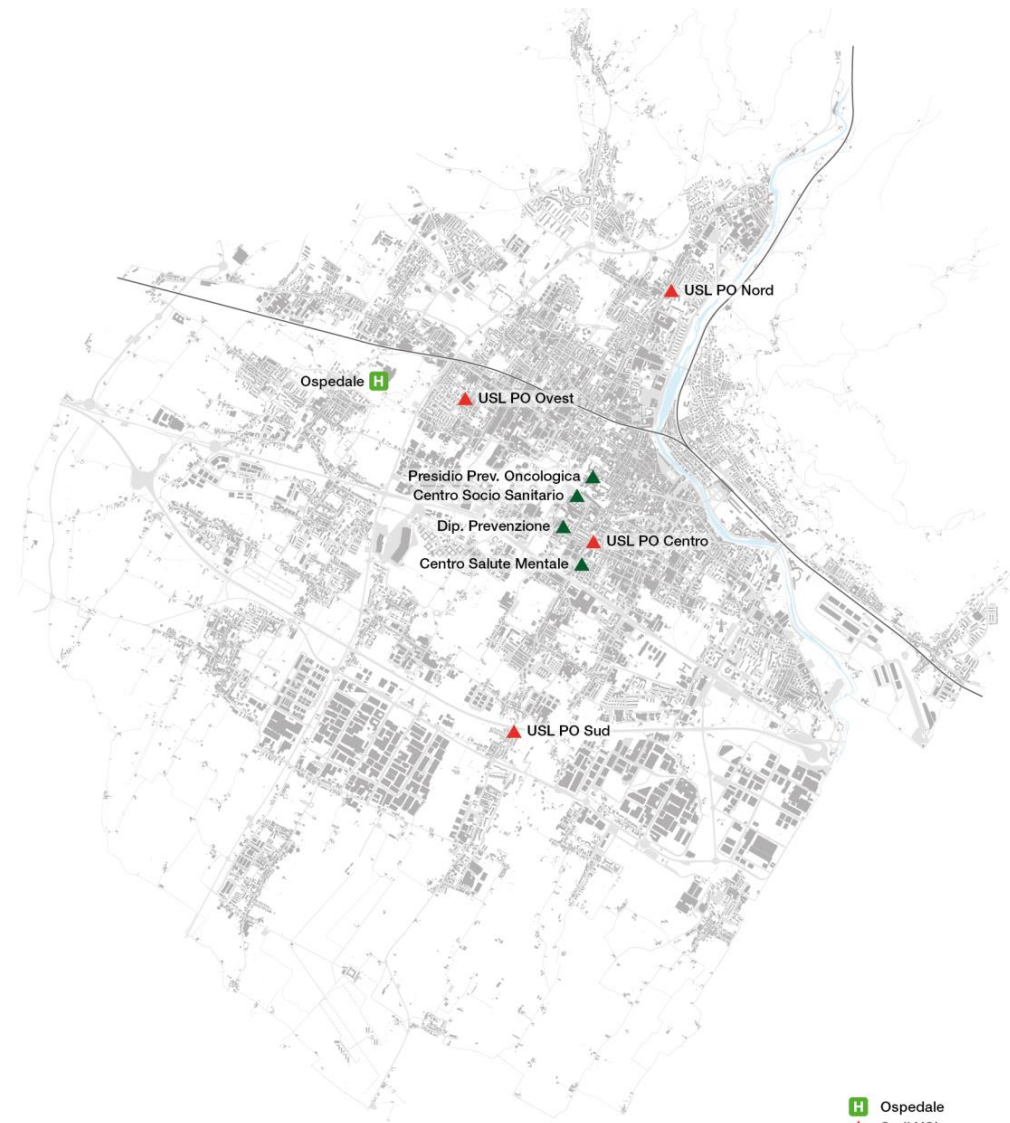 USL PO Nord
Ospedale H
USL PO Ovest
Presidio Prev. Oncologica
Centro Socio Sanitario
Dip. Prevenzione
USL PO Centro
Centro Salute Mentale
USL PO Sud
H Ospedale